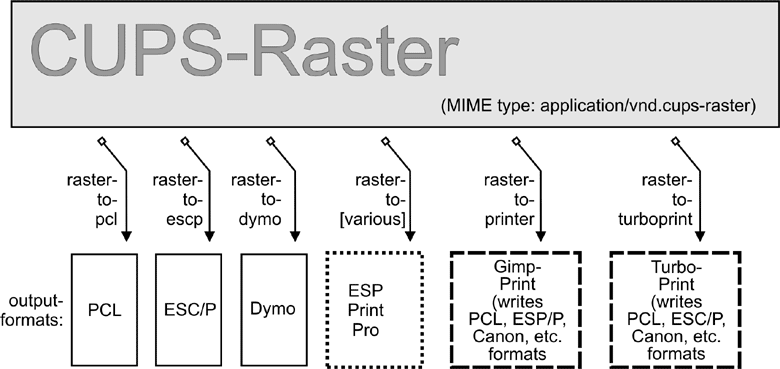 CUPS-Raster
(MIME type: application/vnd.cups-raster)
raster-
to-
pcl
raster-
to-
escp
raster-
to-
dymo
raster-
to-
[various]
raster-
to-
printer
raster-
to-
turboprint
output-
formats:
PCL
ESC/P
Dymo
ESP
Print
Pro
Gimp-
Print
(writes
PCL, ESP/P,
Canon, etc.
formats
Turbo-
Print
(writes
PCL, ESC/P,
Canon, etc.
formats